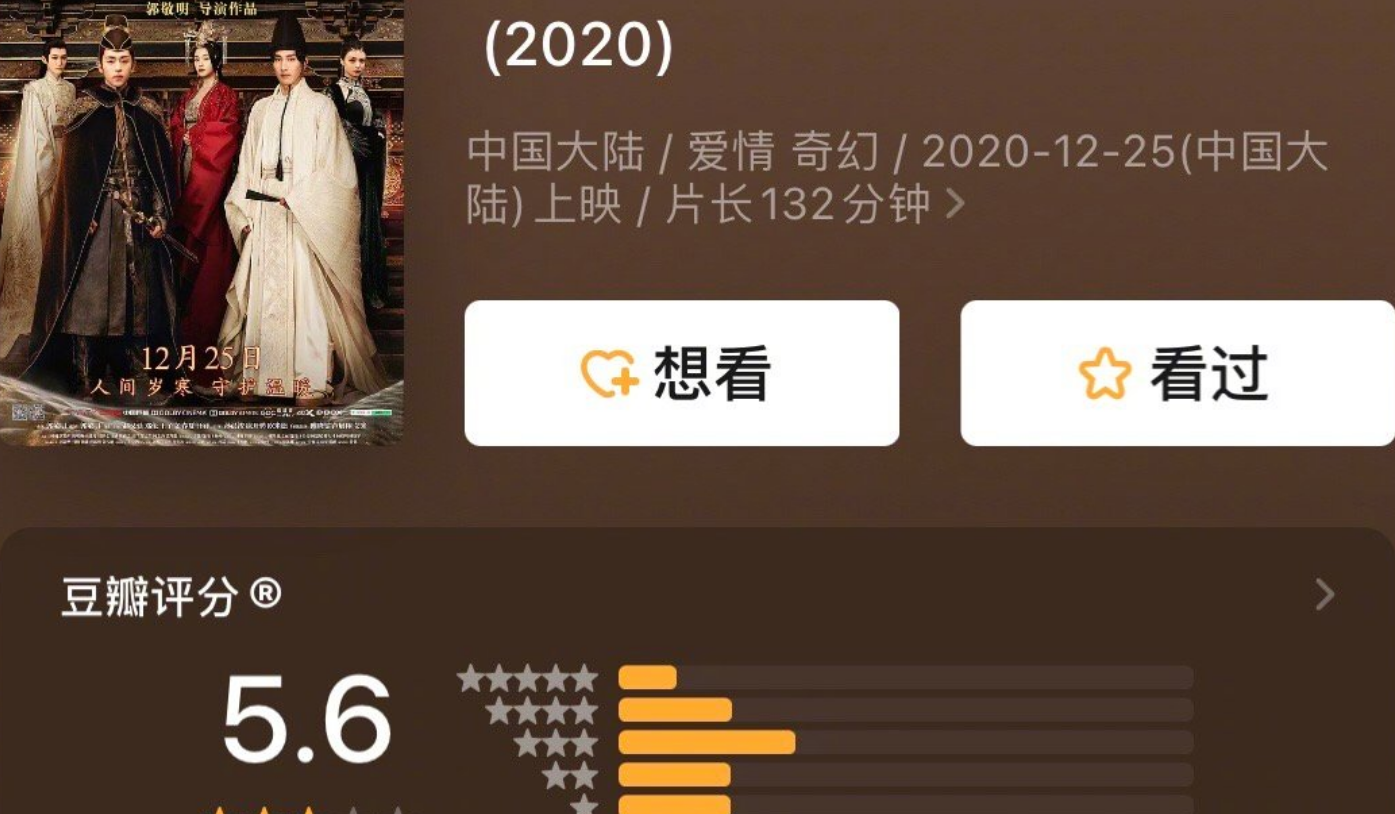 郭敬明 导演作品
(2020)
中国大陆 / 爱情 奇幻 / 2020-12-25(中国大
陆) 上映 / 片长132分钟
想看
看过
12月25日
人间岁寒 守护温暖
豆瓣评分®
5.6